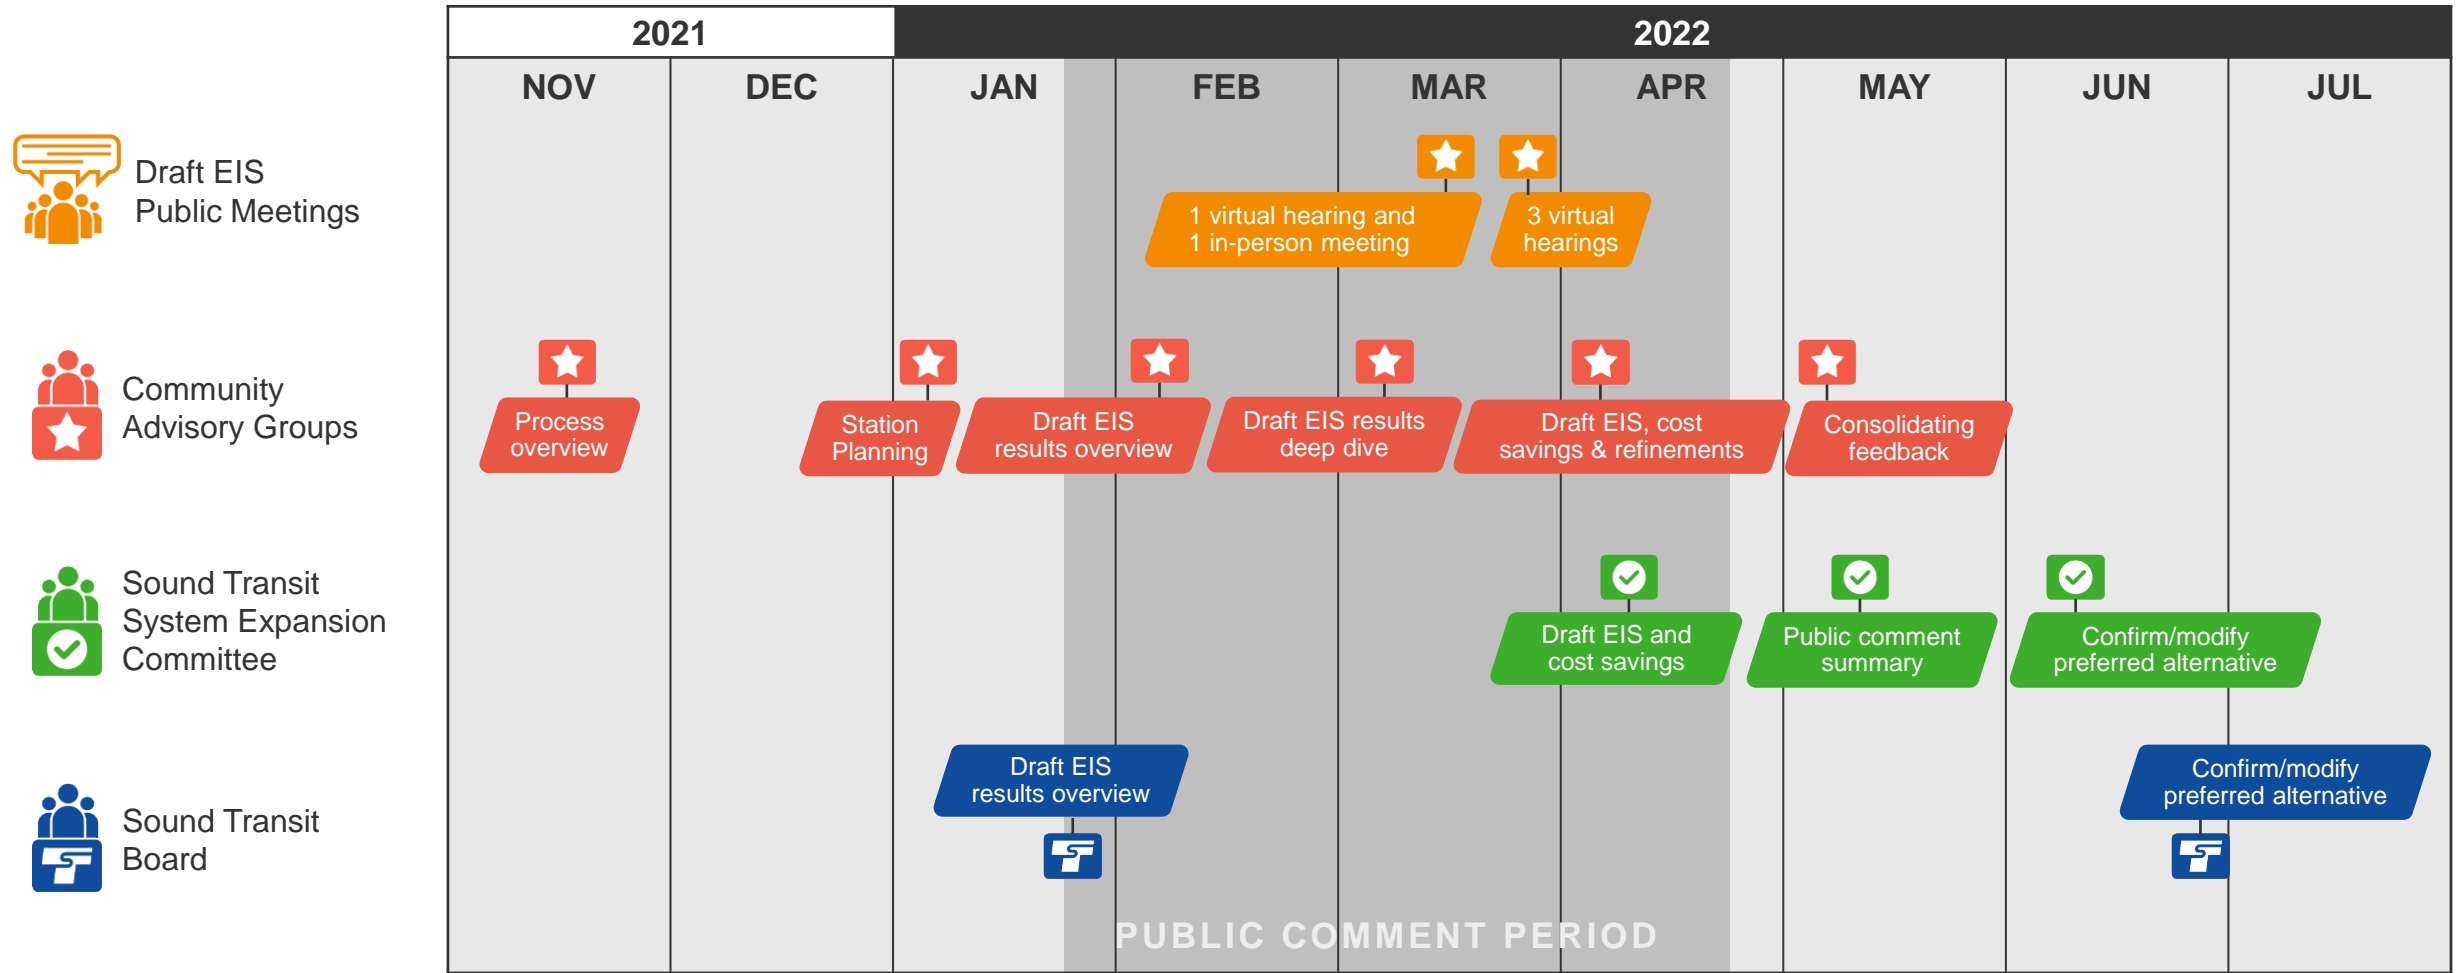 2021
2022
NOV
DEC
JAN
FEB
MAR
APR
MAY
JUN
JUL
Draft EIS
Public Meetings
1 virtual hearing and
1 in-person meeting
3 virtual
hearings
Community
Advisory Groups
Process
overview
Station
Planning
Draft EIS
results overview
Draft EIS results
deep dive
Draft EIS, cost
savings & refinements
Consolidating
feedback
Sound Transit
System Expansion
Committee
Draft EIS and
cost savings
Public comment
summary
Confirm/modify
preferred alternative
Sound Transit
Board
Draft EIS
results overview
Confirm/modify
preferred alternative
PUBLIC COMMENT PERIOD